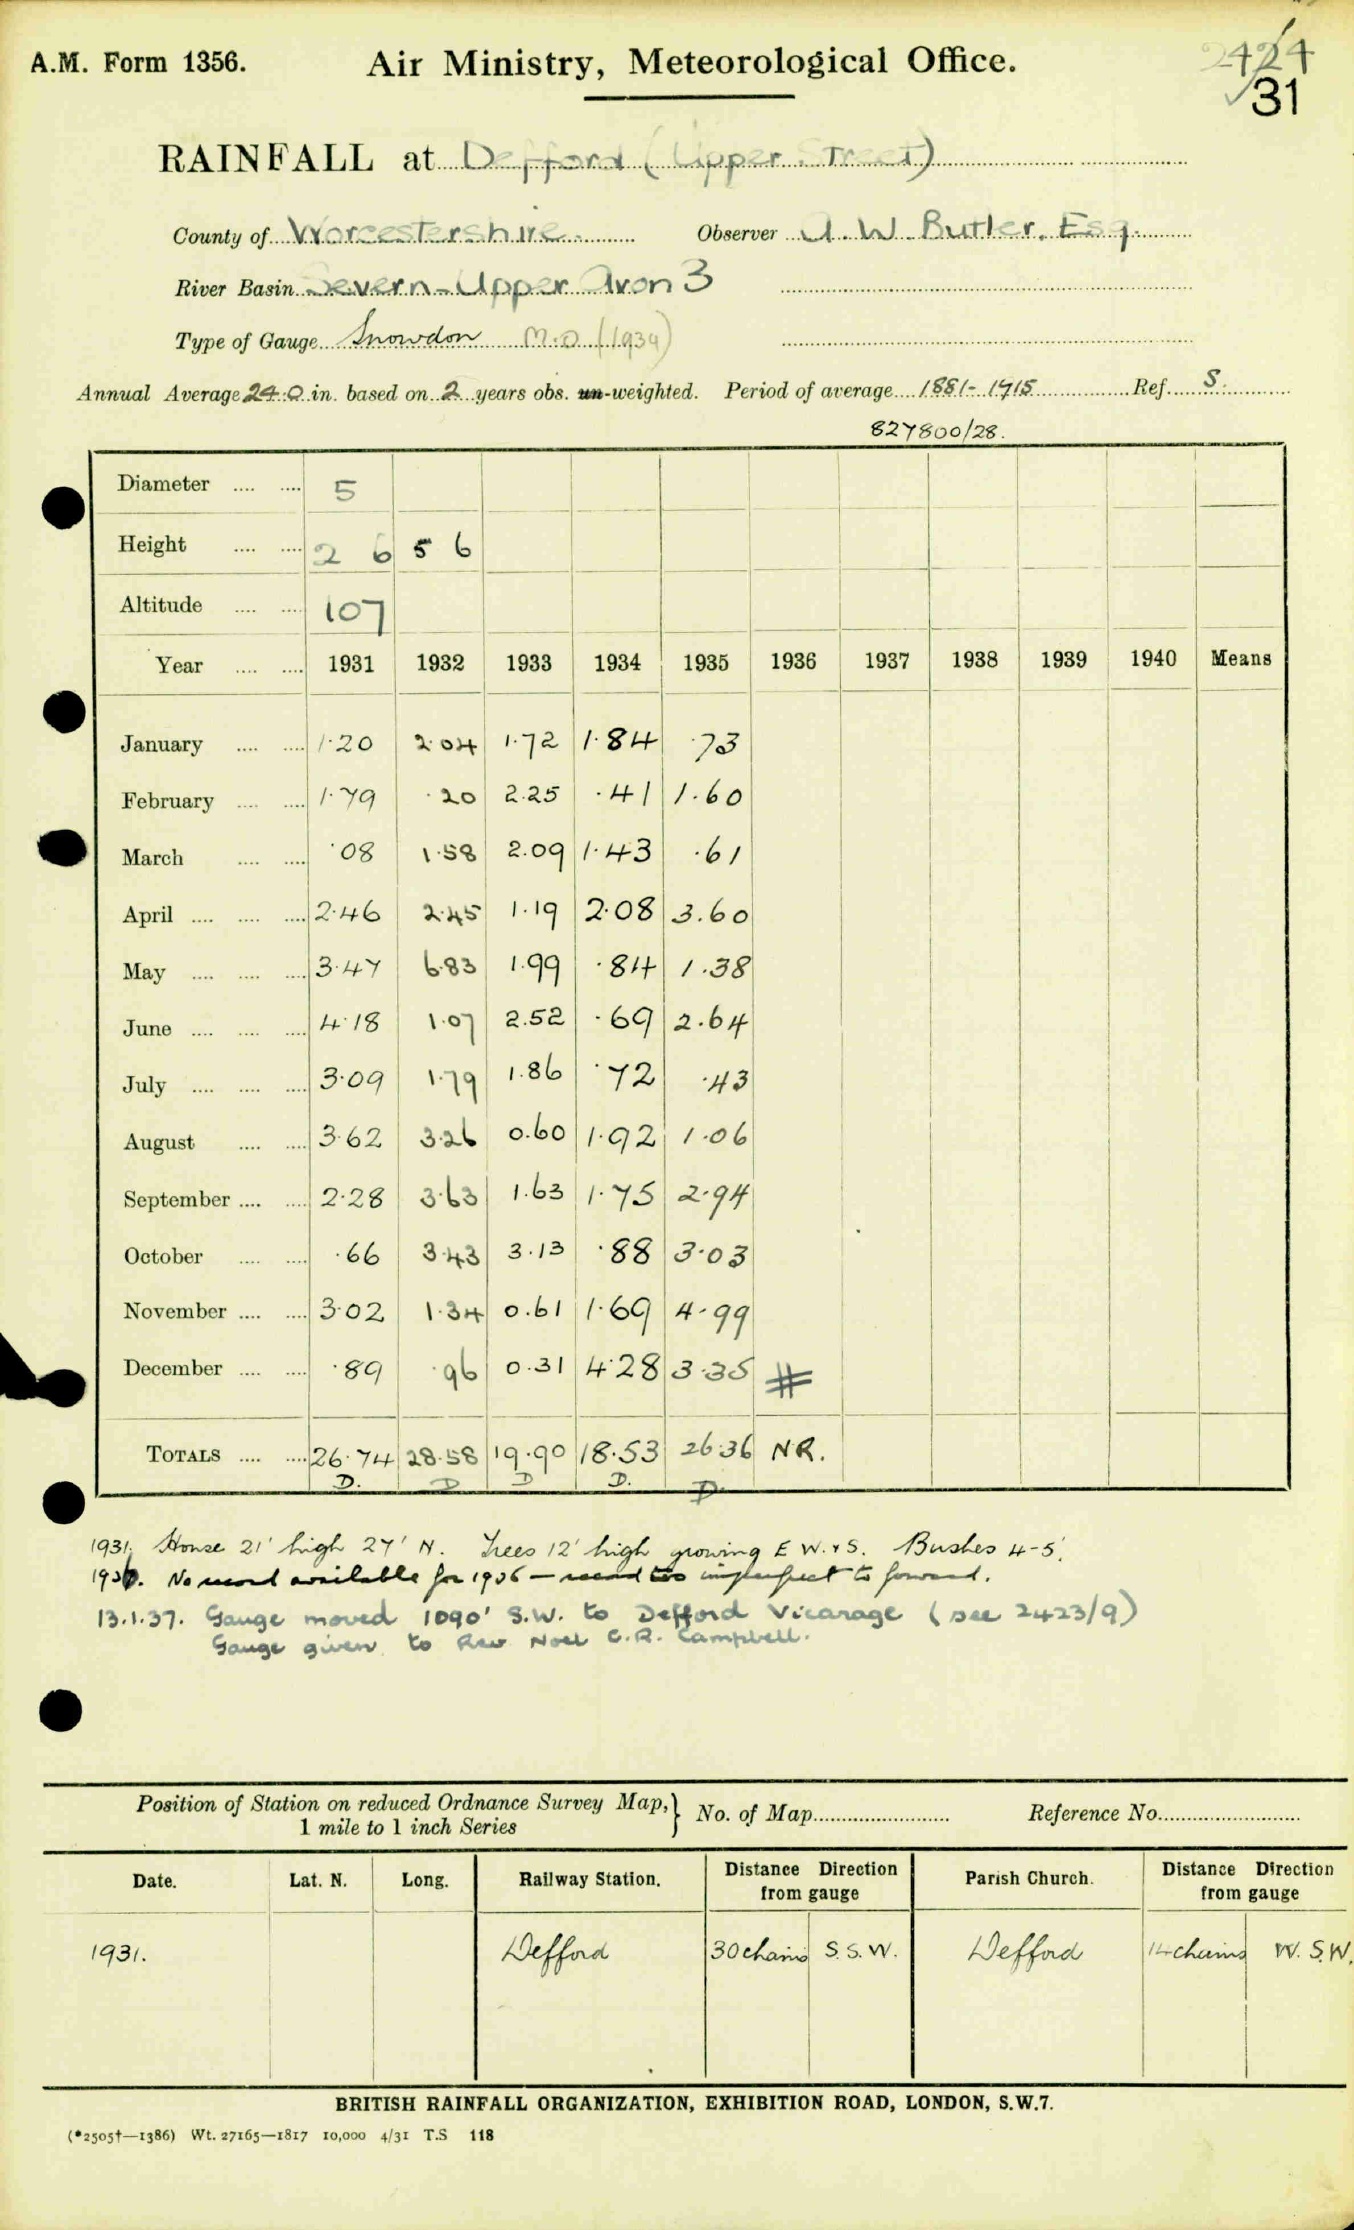 A.M. Form 1356.
Air Ministry, Meteorological Office.
2424
31
RAINFALL at Defford (Upper Street)
County of Worcestershire. Observer A. W. Butler. Esq.
River Basin Severn - Upper Avon 3
Type of Gauge Snowdon M.O (1934)
Annual Average 24.0 in. based on 2 years obs. un-weighted. Period of average 1881-1915 Ref. S.
827800/28.
Diameter 5
Height 2 6 5 6
Altitude 107
Year 1931 1932 1933 1934 1935 1936 1937 1938 1939 1940 Means
January 1.20 2.04 1.72 1.84 .73
February 1.79 .20 2.25 .41 1.60
March .08 1.58 2.09 1.43 .61
April 2.46 2.45 1.19 2.08 3.60
May 3.47 6.83 1.99 .84 1.38
June 4.18 1.07 2.52 .69 2.64
July 3.09 1.79 1.86 .72 .43
August 3.62 3.26 0.60 1.92 1.06
September 2.28 3.63 1.63 1.75 2.94
October .66 3.43 3.13 .88 3.03
November 3.02 1.34 0.61 1.69 4.99
December .89 .96 0.31 4.28 3.35 #
TOTALS 26.74 28.58 19.90 18.53 26.36 NR.
D. D D D. D.
1931. House 21' high 27' N. Trees 12' high growing E W. & S. Bushes 4-5'.
1936. No record available for 1936 — record too imperfect to forward.
13.1.37. Gauge moved 1090' S.W. to Defford Vicarage (see 2423/9)
Gauge given to Rev Noel C.R. Campbell.
Position of Station on reduced Ordnance Survey Map, } No. of Map Reference No.
1 mile to 1 inch Series
Date. Lat. N. Long. Railway Station. Distance Direction from gauge Parish Church. Distance Direction from gauge
1931. Defford 30 chains S.S.W. Defford 14 chains W.S.W.
BRITISH RAINFALL ORGANIZATION, EXHIBITION ROAD, LONDON, S.W.7.
(*2505†—1386) Wt. 27165—1817 10,000 4/31 T.S 118